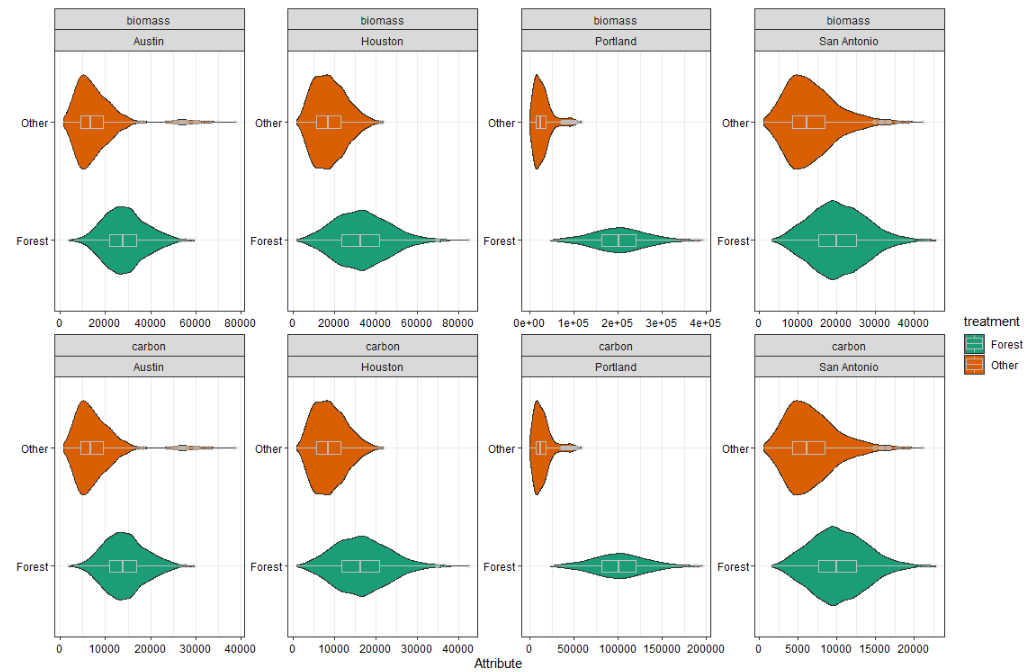 biomass biomass biomass biomass
Austin Houston Portland San Antonio
Other Other Other Other
Forest Forest Forest Forest
0 20000 40000 60000 80000 0 20000 40000 60000 80000 0e+00 1e+05 2e+05 3e+05 4e+05 0 10000 20000 30000 40000
carbon carbon carbon carbon
Austin Houston Portland San Antonio
Other Other Other Other
Forest Forest Forest Forest
0 10000 20000 30000 40000 0 10000 20000 30000 40000 0 50000 100000 150000 200000 0 5000 10000 15000 20000
Attribute
treatment
Forest
Other